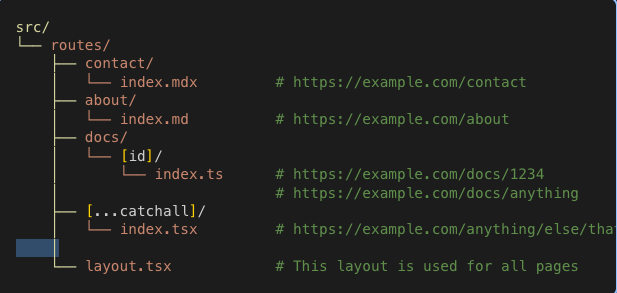 src/
└── routes/
    ├── contact/
    │   └── index.mdx         # https://example.com/contact
    ├── about/
    │   └── index.md          # https://example.com/about
    ├── docs/
    │   └── [id]/
    │       └── index.ts      # https://example.com/docs/1234
    │                         # https://example.com/docs/anything
    ├── [...catchall]/
    │   └── index.tsx         # https://example.com/anything/else/tha
    │
    └── layout.tsx            # This layout is used for all pages